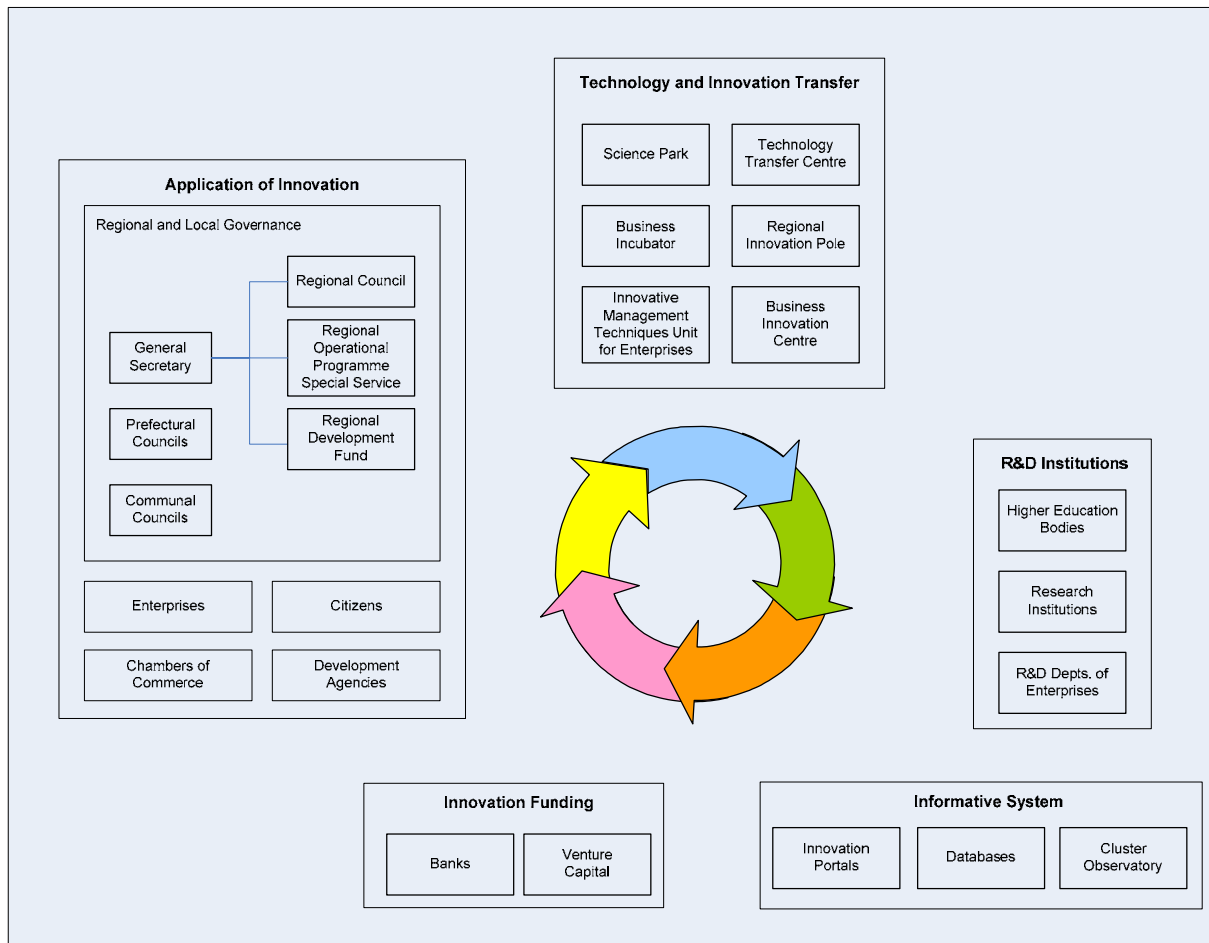 Technology and Innovation Transfer
Science Park
Technology
Transfer Centre
Business
Incubator
Regional
Innovation Pole
Innovative
Management
Techniques Unit
for Enterprises
Business
Innovation
Centre
Application of Innovation
Regional and Local Governance
Regional Council
General
Secretary
Regional
Operational
Programme
Special Service
Prefectural
Councils
Regional
Development
Fund
Communal
Councils
Enterprises
Citizens
Chambers of
Commerce
Development
Agencies
R&D Institutions
Higher Education
Bodies
Research
Institutions
R&D Depts. of
Enterprises
Innovation Funding
Banks
Venture
Capital
Informative System
Innovation
Portals
Databases
Cluster
Observatory